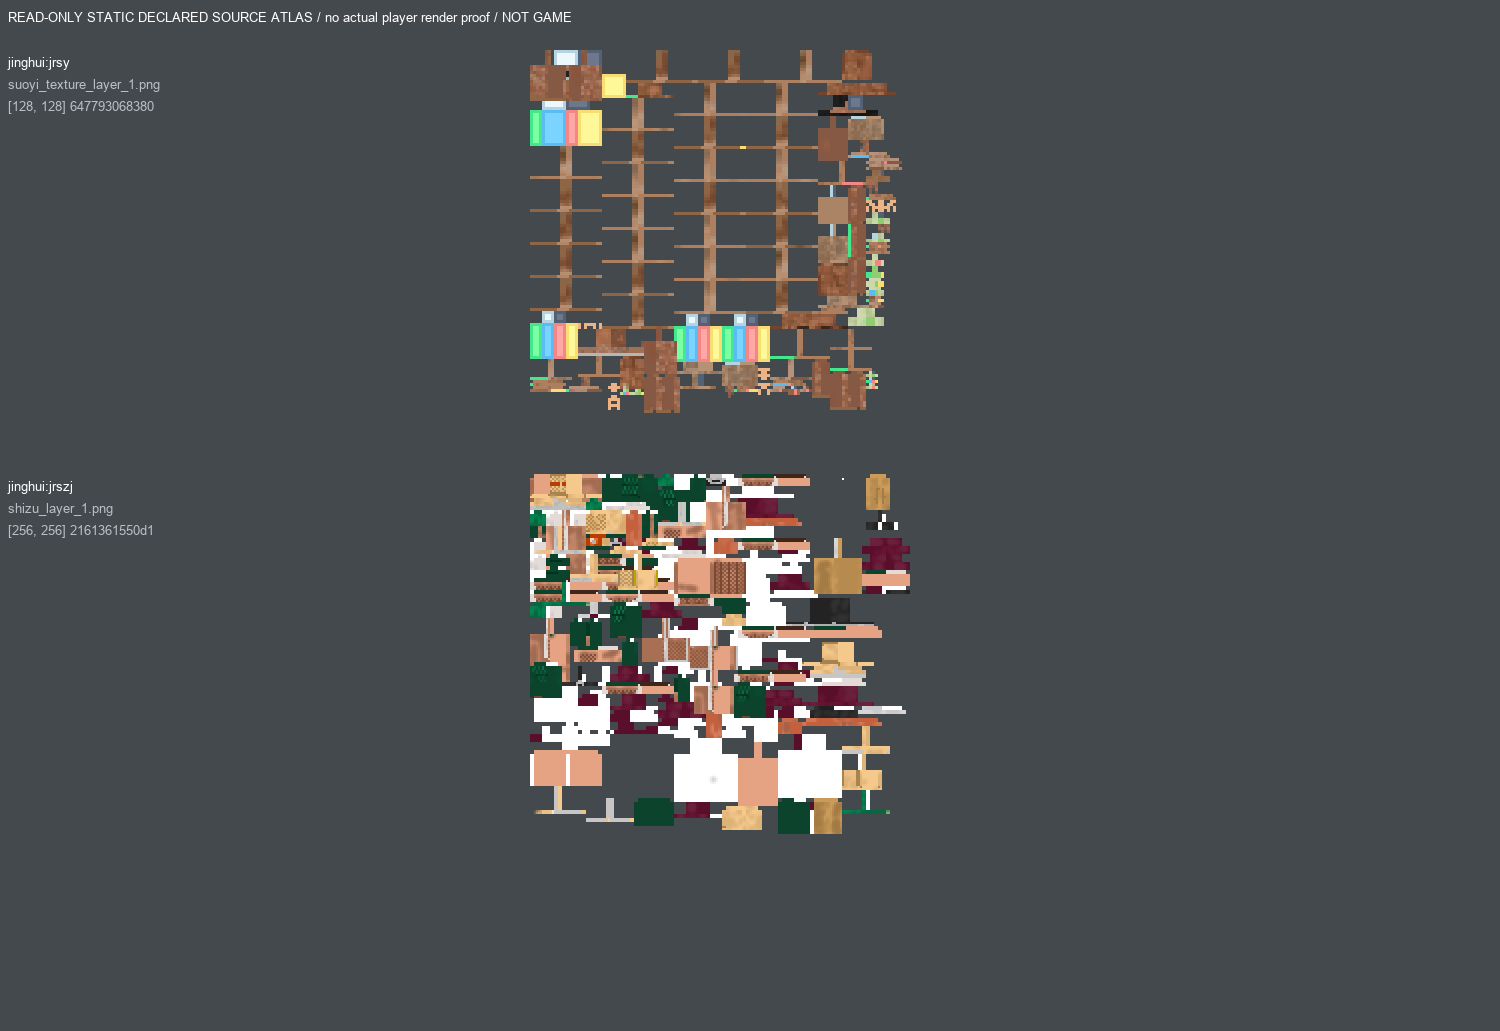 READ-ONLY STATIC DECLARED SOURCE ATLAS / no actual player render proof / NOT GAME
jinghui:jrsy
suoyi_texture_layer_1.png
[128, 128] 647793068380
jinghui:jrszj
shizu_layer_1.png
[256, 256] 2161361550d1